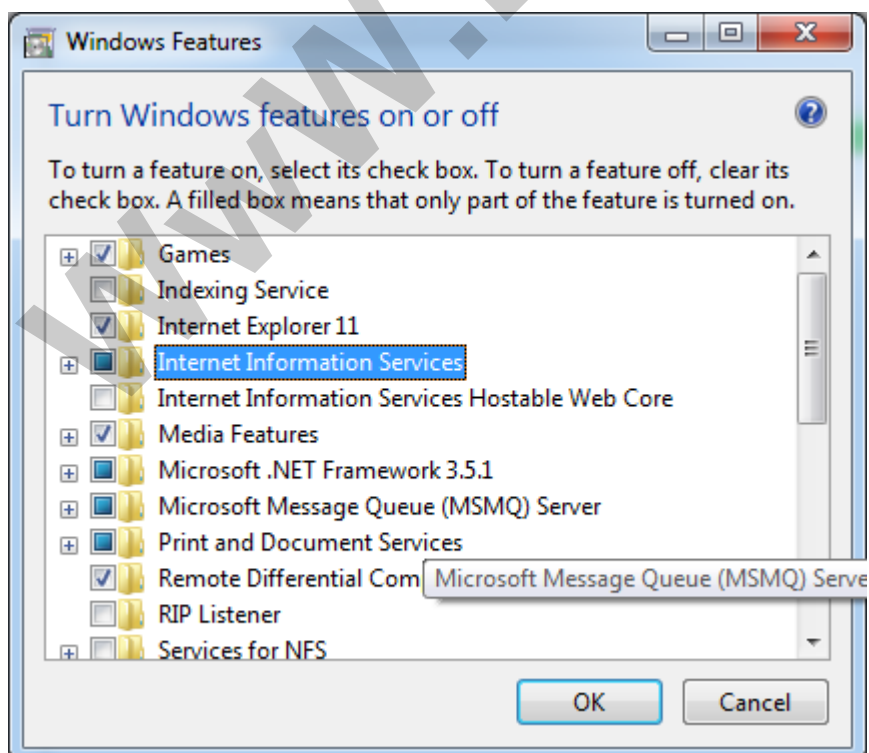 Windows Features
Turn Windows features on or off
To turn a feature on, select its check box. To turn a feature off, clear its
check box. A filled box means that only part of the feature is turned on.
Games
Indexing Service
Internet Explorer 11
Internet Information Services
Internet Information Services Hostable Web Core
Media Features
Microsoft .NET Framework 3.5.1
Microsoft Message Queue (MSMQ) Server
Print and Document Services
Remote Differential Com
Microsoft Message Queue (MSMQ) Serve
RIP Listener
Services for NFS
OK Cancel
www.